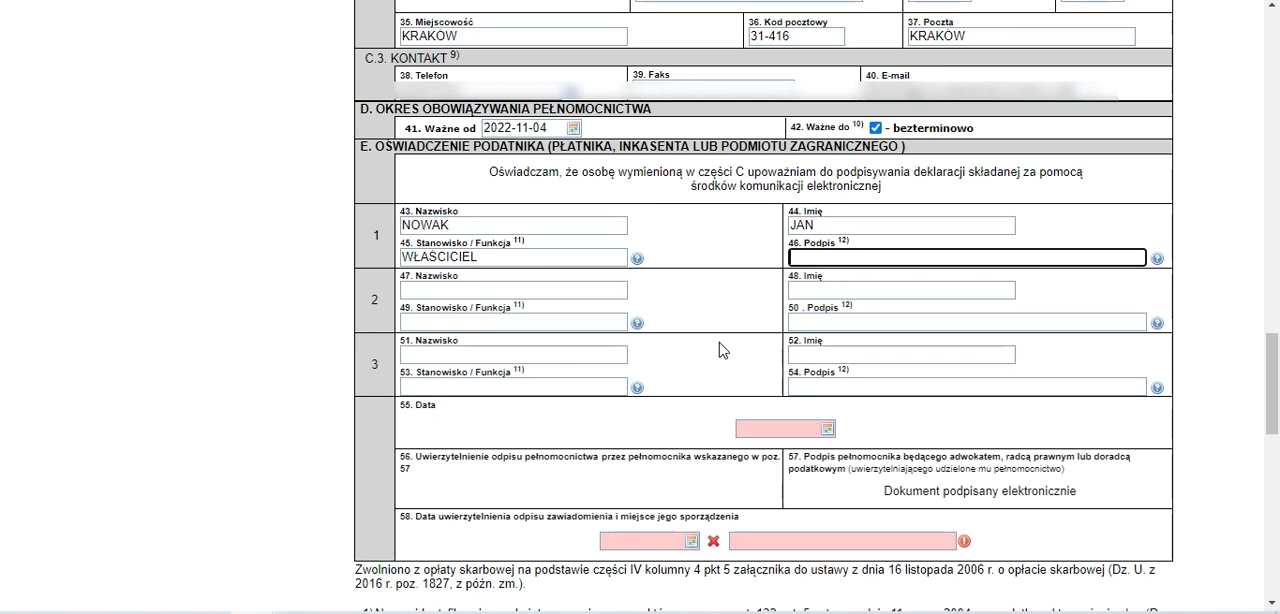 35. Miejscowość 36. Kod pocztowy 37. Poczta
KRAKÓW 31-416 KRAKÓW
C.3. KONTAKT 9)
38. Telefon 39. Faks 40. E-mail
D. OKRES OBOWIĄZYWANIA PEŁNOMOCNICTWA
41. Ważne od 2022-11-04 42. Ważne do 10) - bezterminowo
E. OŚWIADCZENIE PODATNIKA (PŁATNIKA, INKASENTA LUB PODMIOTU ZAGRANICZNEGO )
Oświadczam, że osobę wymienioną w części C upoważniam do podpisywania deklaracji składanej za pomocą
środków komunikacji elektronicznej
43. Nazwisko 44. Imię
NOWAK JAN
1
45. Stanowisko / Funkcja 11) 46. Podpis 12)
WŁAŚCICIEL
47. Nazwisko 48. Imię
2
49. Stanowisko / Funkcja 11) 50 . Podpis 12)
51. Nazwisko 52. Imię
3
53. Stanowisko / Funkcja 11) 54. Podpis 12)
55. Data
56. Uwierzytelnienie odpisu pełnomocnictwa przez pełnomocnika wskazanego w poz.
57
57. Podpis pełnomocnika będącego adwokatem, radcą prawnym lub doradcą
podatkowym (uwierzytelniającego udzielone mu pełnomocnictwo)
Dokument podpisany elektronicznie
58. Data uwierzytelnienia odpisu zawiadomienia i miejsce jego sporządzenia
Zwolniono z opłaty skarbowej na podstawie części IV kolumny 4 pkt 5 załącznika do ustawy z dnia 16 listopada 2006 r. o opłacie skarbowej (Dz. U. z
2016 r. poz. 1827, z późn. zm.).